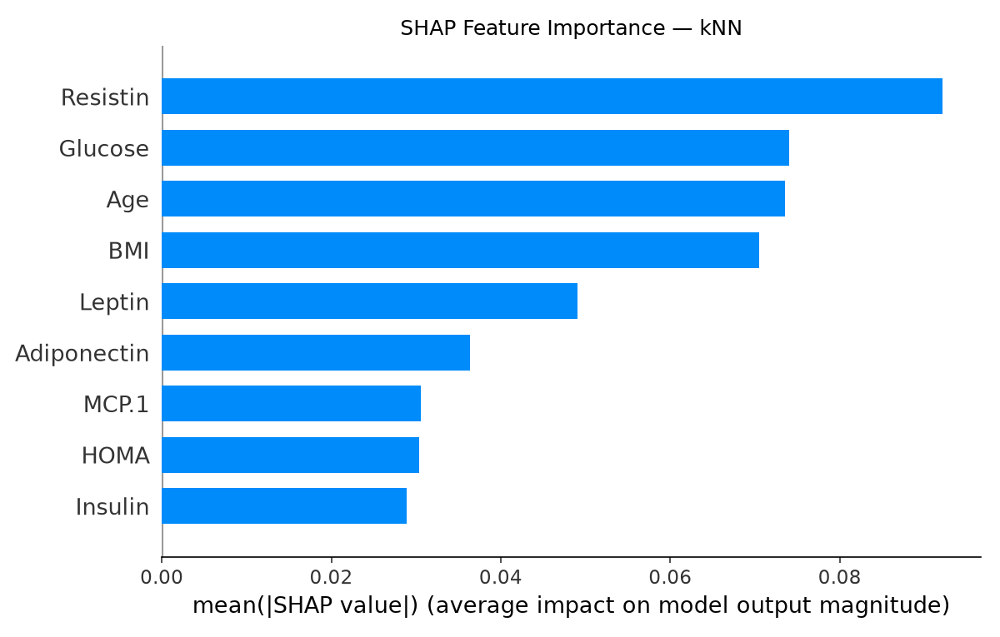 SHAP Feature Importance — kNN
Resistin
Glucose
Age
BMI
Leptin
Adiponectin
MCP.1
HOMA
Insulin
0.00 0.02 0.04 0.06 0.08
mean(|SHAP value|) (average impact on model output magnitude)